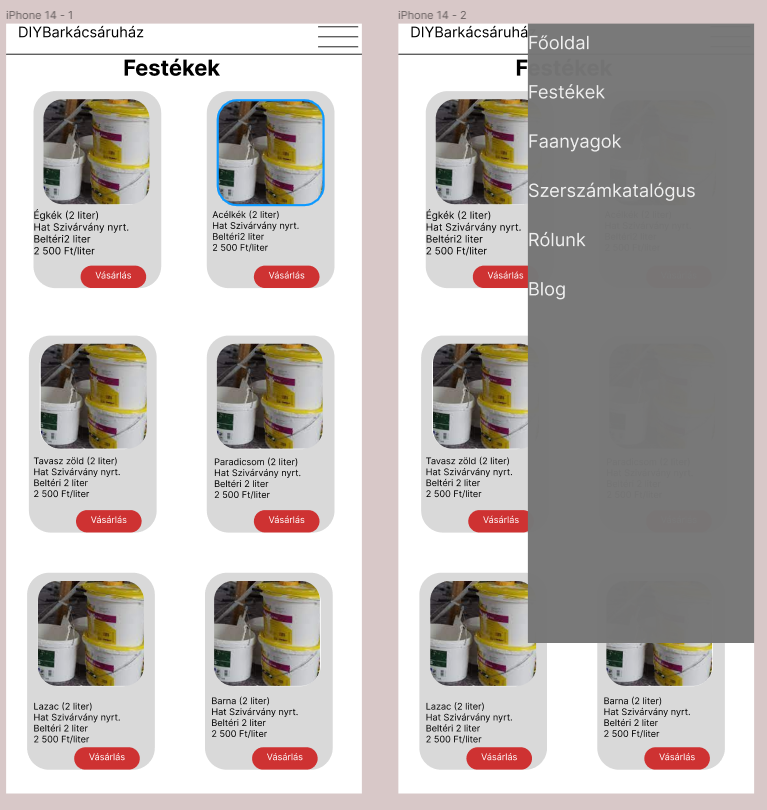 iPhone 14 - 1
DIYBarkácsáruház
Festékek
Égkék (2 liter)
Hat Szivárvány nyrt.
Beltéri2 liter
2 500 Ft/liter
Vásárlás
Acélkék (2 liter)
Hat Szivárvány nyrt.
Beltéri2 liter
2 500 Ft/liter
Vásárlás
Tavasz zöld (2 liter)
Hat Szivárvány nyrt.
Beltéri 2 liter
2 500 Ft/liter
Vásárlás
Paradicsom (2 liter)
Hat Szivárvány nyrt.
Beltéri 2 liter
2 500 Ft/liter
Vásárlás
Lazac (2 liter)
Hat Szivárvány nyrt.
Beltéri 2 liter
2 500 Ft/liter
Vásárlás
Barna (2 liter)
Hat Szivárvány nyrt.
Beltéri 2 liter
2 500 Ft/liter
Vásárlás
iPhone 14 - 2
DIYBarkácsáruhá
Festékek
Főoldal
Festékek
Faanyagok
Szerszámkatalógus
Rólunk
Blog
Égkék (2 liter)
Hat Szivárvány nyrt.
Beltéri2 liter
2 500 Ft/liter
Vásárlás
Tavasz zöld (2 liter)
Hat Szivárvány nyrt.
Beltéri 2 liter
2 500 Ft/liter
Vásárlás
Lazac (2 liter)
Hat Szivárvány nyrt.
Beltéri 2 liter
2 500 Ft/liter
Vásárlás
Barna (2 liter)
Hat Szivárvány nyrt.
Beltéri 2 liter
2 500 Ft/liter
Vásárlás